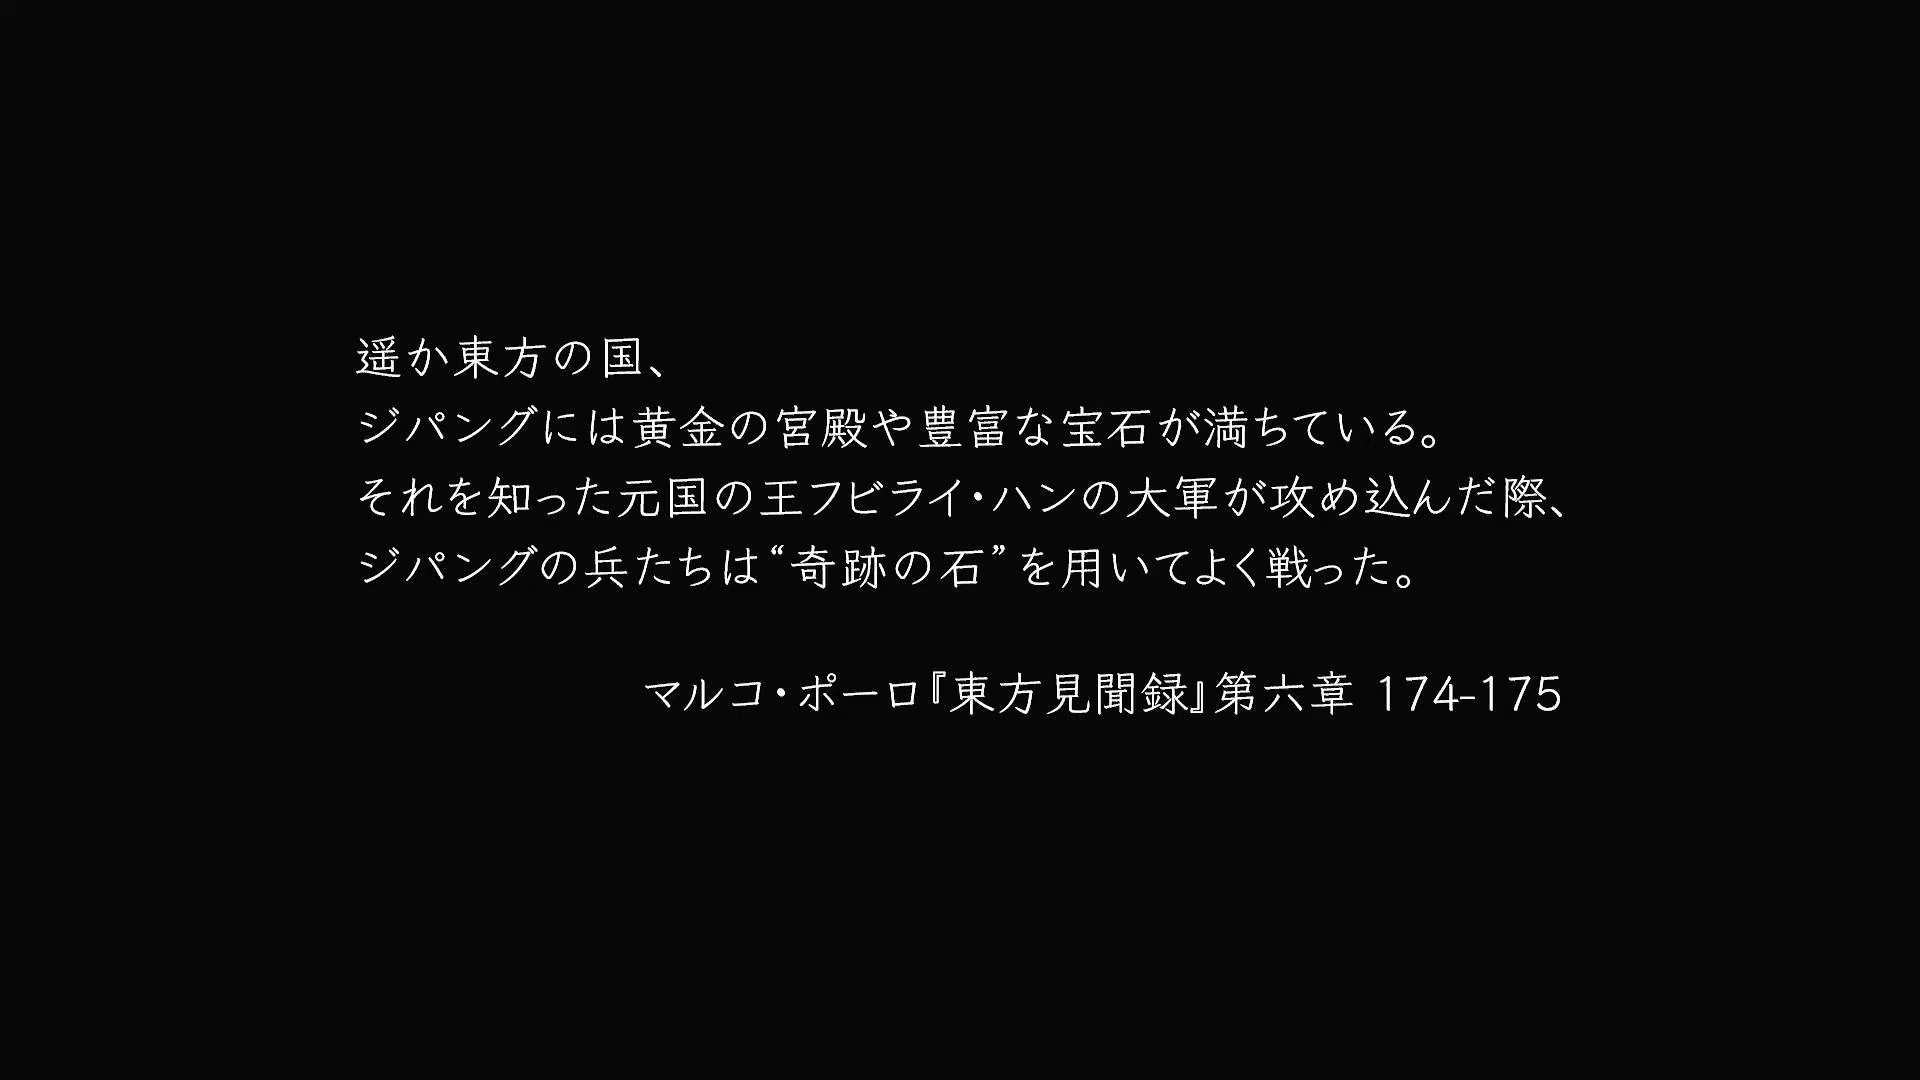 遥か東方の国、
ジパングには黄金の宮殿や豊富な宝石が満ちている。
それを知った元国の王フビライ・ハンの大軍が攻め込んだ際、
ジパングの兵たちは“奇跡の石”を用いてよく戦った。
マルコ・ポーロ『東方見聞録』第六章 174-175